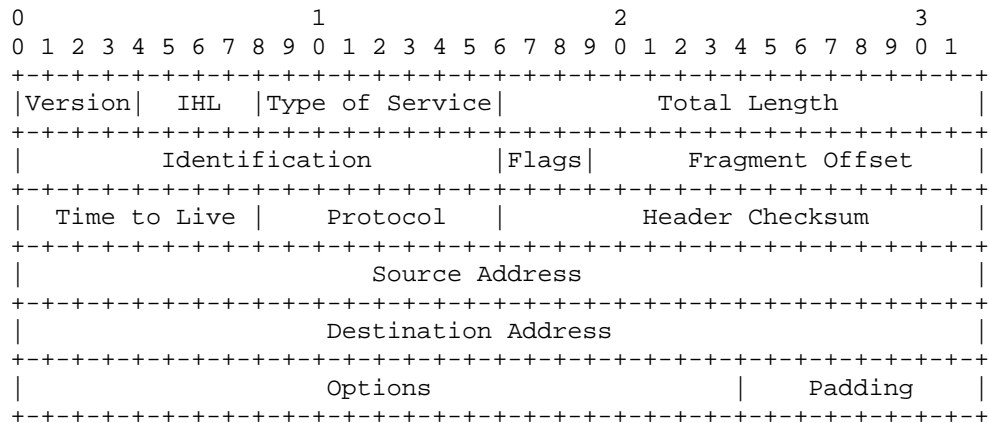 0                   1                   2                   3
0 1 2 3 4 5 6 7 8 9 0 1 2 3 4 5 6 7 8 9 0 1 2 3 4 5 6 7 8 9 0 1
+-+-+-+-+-+-+-+-+-+-+-+-+-+-+-+-+-+-+-+-+-+-+-+-+-+-+-+-+-+-+-+-+
|Version|  IHL  |Type of Service|          Total Length         |
+-+-+-+-+-+-+-+-+-+-+-+-+-+-+-+-+-+-+-+-+-+-+-+-+-+-+-+-+-+-+-+-+
|         Identification        |Flags|      Fragment Offset    |
+-+-+-+-+-+-+-+-+-+-+-+-+-+-+-+-+-+-+-+-+-+-+-+-+-+-+-+-+-+-+-+-+
|  Time to Live |    Protocol   |         Header Checksum       |
+-+-+-+-+-+-+-+-+-+-+-+-+-+-+-+-+-+-+-+-+-+-+-+-+-+-+-+-+-+-+-+-+
|                       Source Address                          |
+-+-+-+-+-+-+-+-+-+-+-+-+-+-+-+-+-+-+-+-+-+-+-+-+-+-+-+-+-+-+-+-+
|                    Destination Address                        |
+-+-+-+-+-+-+-+-+-+-+-+-+-+-+-+-+-+-+-+-+-+-+-+-+-+-+-+-+-+-+-+-+
|                    Options                    |    Padding    |
+-+-+-+-+-+-+-+-+-+-+-+-+-+-+-+-+-+-+-+-+-+-+-+-+-+-+-+-+-+-+-+-+